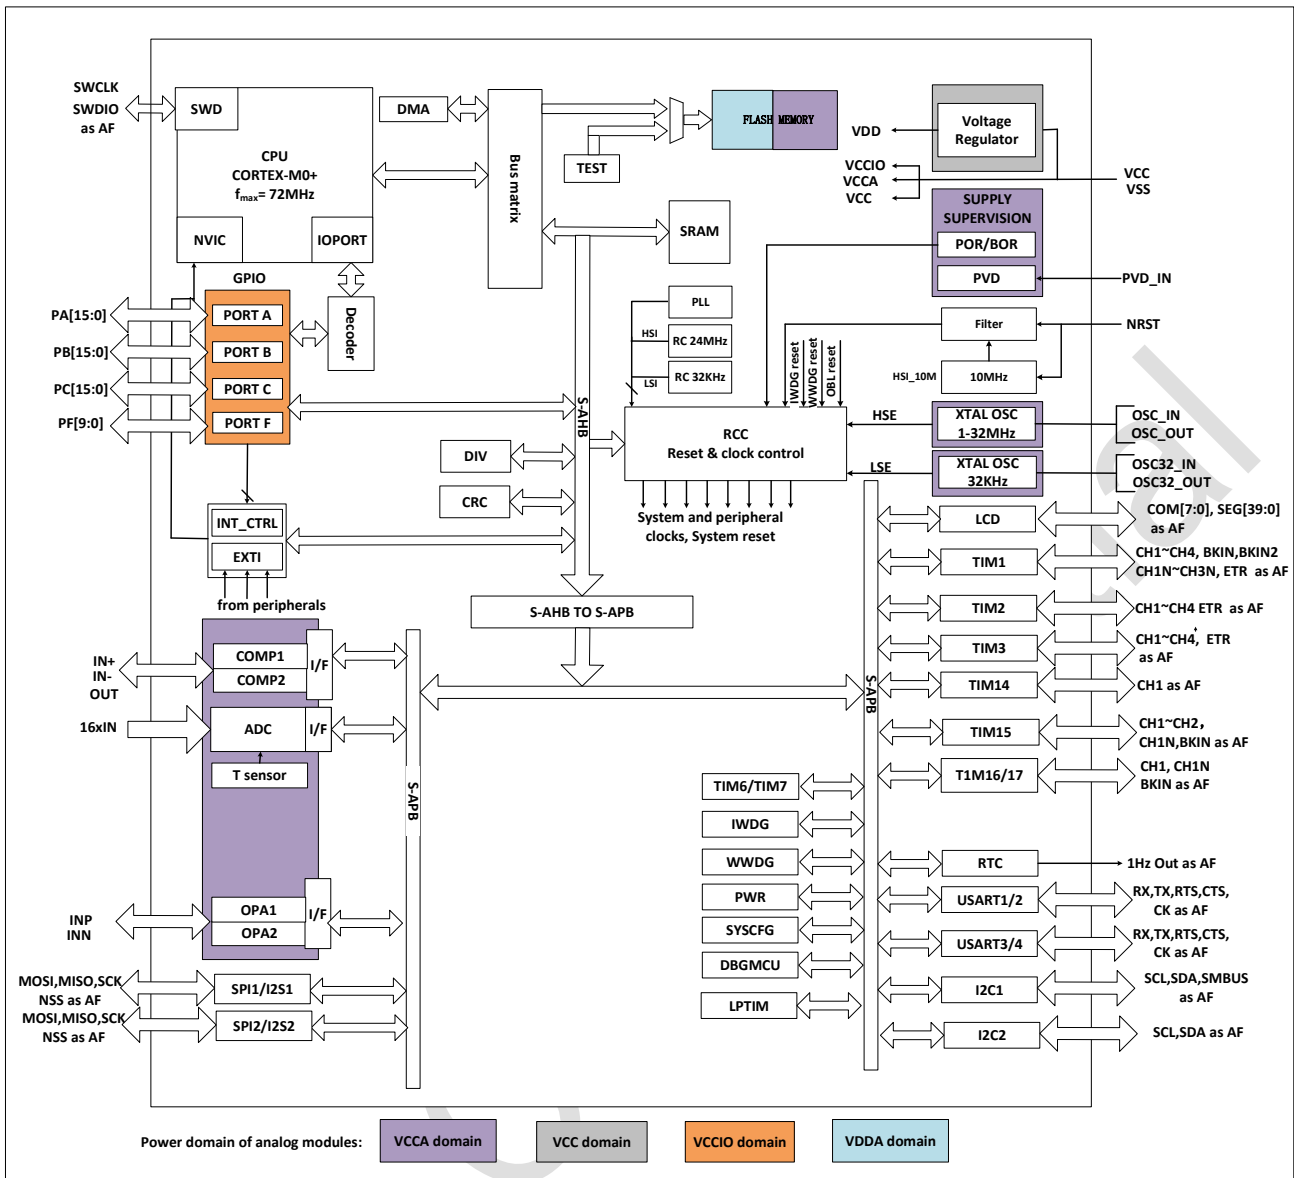 SWCLK
SWDIO
as AF
SWD
CPU
CORTEX-M0+
fmax= 72MHz
NVIC
IOPORT
DMA
Bus matrix
TEST
FLASH MEMORY
SRAM
Voltage
Regulator
VDD
VCCIO
VCCA
VCC
VCC
VSS
SUPPLY
SUPERVISION
POR/BOR
PVD
PVD_IN
Filter
NRST
HSI_10M
10MHz
GPIO
PORT A
PORT B
PORT C
PORT F
PA[15:0]
PB[15:0]
PC[15:0]
PF[9:0]
Decoder
PLL
HSI
RC 24MHz
LSI
RC 32KHz
IWDG reset
WWDG reset
OBL reset
S-AHB
RCC
Reset & clock control
HSE
XTAL OSC
1-32MHz
OSC_IN
OSC_OUT
LSE
XTAL OSC
32KHz
OSC32_IN
OSC32_OUT
DIV
CRC
System and peripheral
clocks, System reset
INT_CTRL
EXTI
from peripherals
S-AHB TO S-APB
IN+
IN-
OUT
COMP1
COMP2
I/F
16xIN
ADC
I/F
T sensor
S-APB
INP
INN
OPA1
OPA2
I/F
MOSI,MISO,SCK
NSS as AF
SPI1/I2S1
MOSI,MISO,SCK
NSS as AF
SPI2/I2S2
S-APB
TIM6/TIM7
IWDG
WWDG
PWR
SYSCFG
DBGMCU
LPTIM
LCD
COM[7:0], SEG[39:0]
as AF
TIM1
CH1~CH4, BKIN,BKIN2
CH1N~CH3N, ETR as AF
TIM2
CH1~CH4 ETR as AF
TIM3
CH1~CH4, ETR
as AF
TIM14
CH1 as AF
TIM15
CH1~CH2,
CH1N,BKIN as AF
T1M16/17
CH1, CH1N
BKIN as AF
RTC
1Hz Out as AF
USART1/2
RX,TX,RTS,CTS,
CK as AF
USART3/4
RX,TX,RTS,CTS,
CK as AF
I2C1
SCL,SDA,SMBUS
as AF
I2C2
SCL,SDA as AF
Power domain of analog modules:
VCCA domain
VCC domain
VCCIO domain
VDDA domain